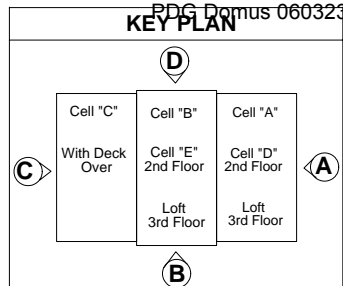 PDG Domus 060323
KEY PLAN
D
Cell "C"
With Deck
Over
Cell "B"
Cell "E"
2nd Floor
Loft
3rd Floor
Cell "A"
Cell "D"
2nd Floor
Loft
3rd Floor
C
A
B